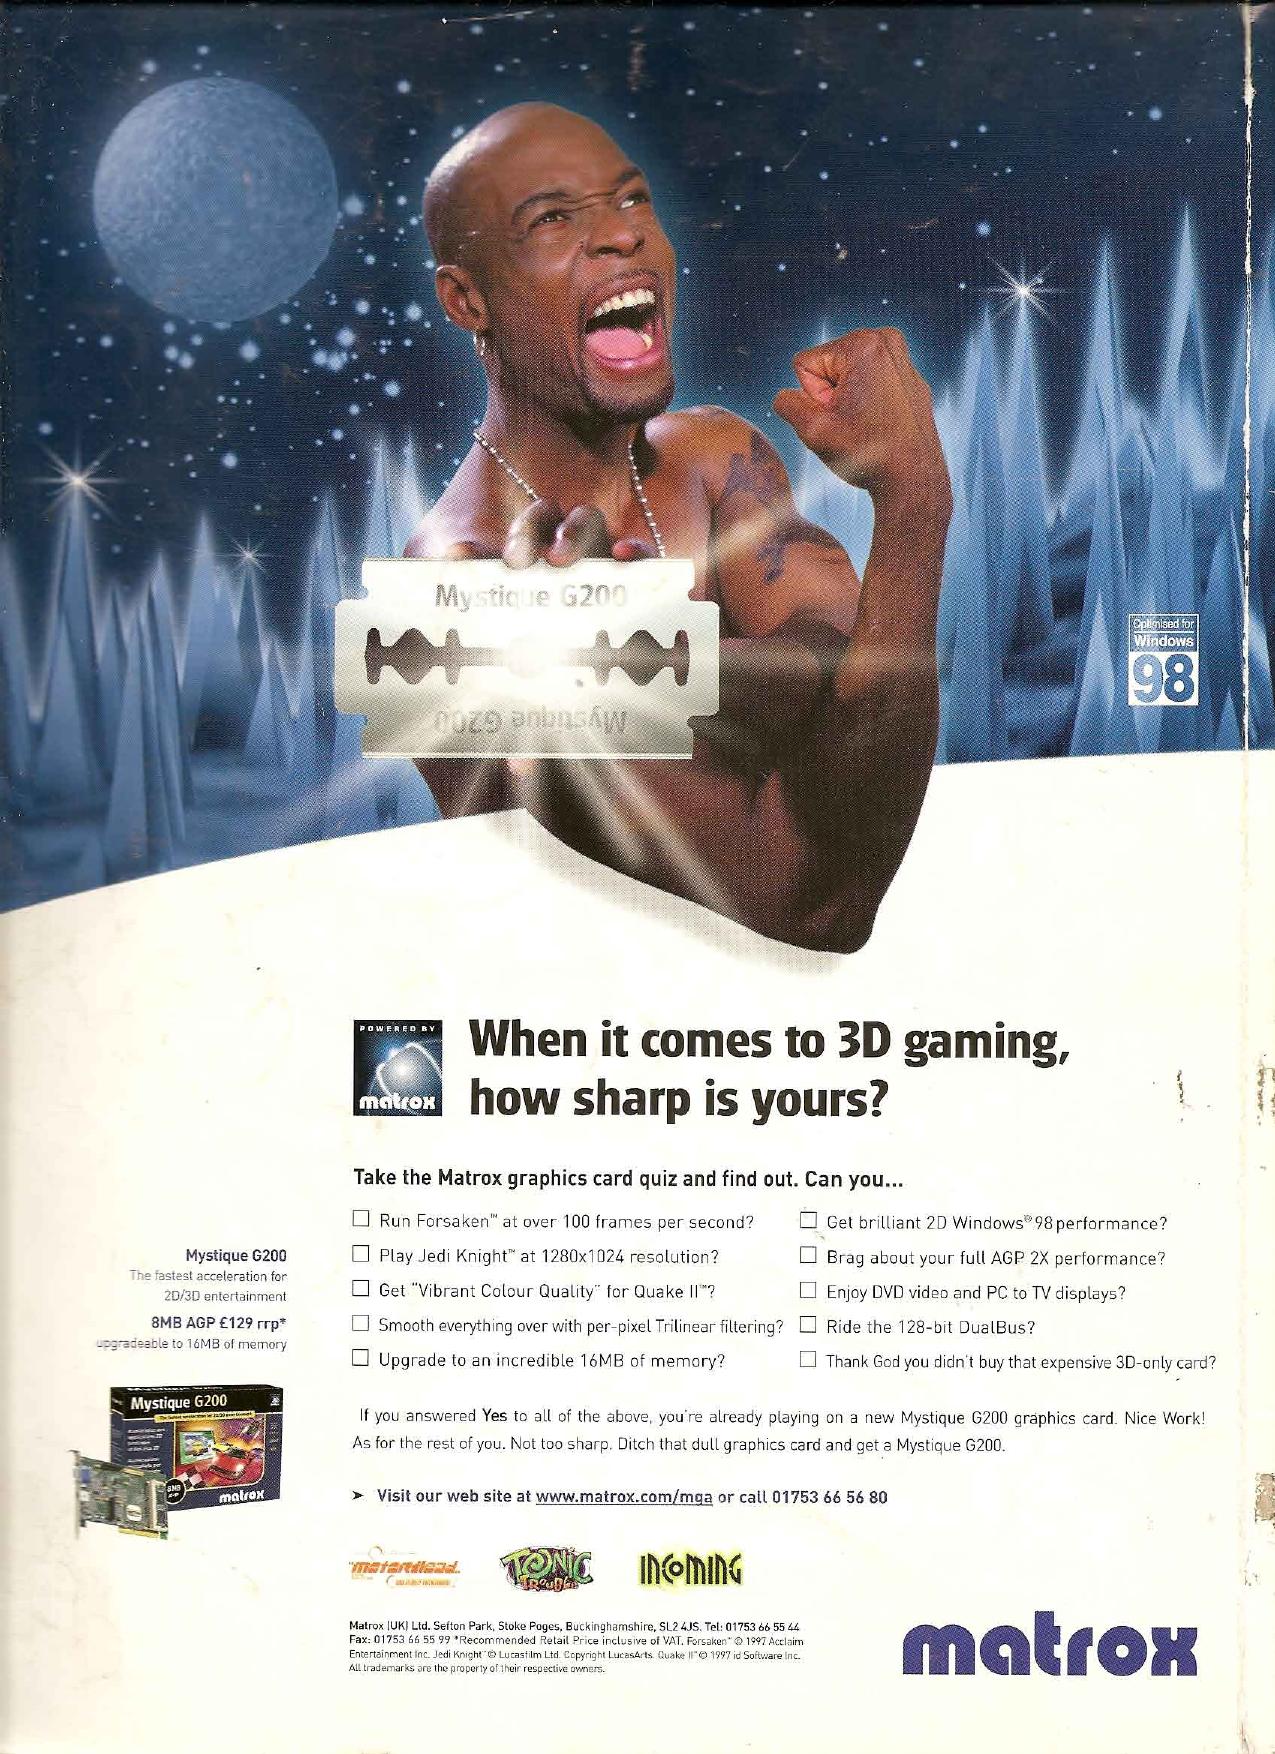 Mystique G200
Mystique G200
Optimised for
Windows
98
POWERED BY
matrox
When it comes to 3D gaming,
how sharp is yours?
Take the Matrox graphics card quiz and find out. Can you...
☐ Run Forsaken™ at over 100 frames per second?
☐ Play Jedi Knight™ at 1280x1024 resolution?
☐ Get "Vibrant Colour Quality" for Quake II™?
☐ Smooth everything over with per-pixel Trilinear filtering?
☐ Upgrade to an incredible 16MB of memory?
☐ Get brilliant 2D Windows® 98 performance?
☐ Brag about your full AGP 2X performance?
☐ Enjoy DVD video and PC to TV displays?
☐ Ride the 128-bit DualBus?
☐ Thank God you didn't buy that expensive 3D-only card?
Mystique G200
The fastest acceleration for
2D/3D entertainment
8MB AGP £129 rrp*
upgradeable to 16MB of memory
Mystique G200
matrox
If you answered Yes to all of the above, you're already playing on a new Mystique G200 graphics card. Nice Work!
As for the rest of you. Not too sharp. Ditch that dull graphics card and get a Mystique G200.
➤ Visit our web site at www.matrox.com/mga or call 01753 66 56 80
motorhead
TONIC
Trouble
INCOMING
Matrox (UK) Ltd. Sefton Park, Stoke Poges, Buckinghamshire, SL2 4JS. Tel: 01753 66 55 44
Fax: 01753 66 55 99 *Recommended Retail Price inclusive of VAT. Forsaken™ © 1997 Acclaim
Entertainment Inc. Jedi Knight™ © Lucasfilm Ltd. Copyright LucasArts. Quake II™ © 1997 id Software Inc.
All trademarks are the property of their respective owners.
matrox